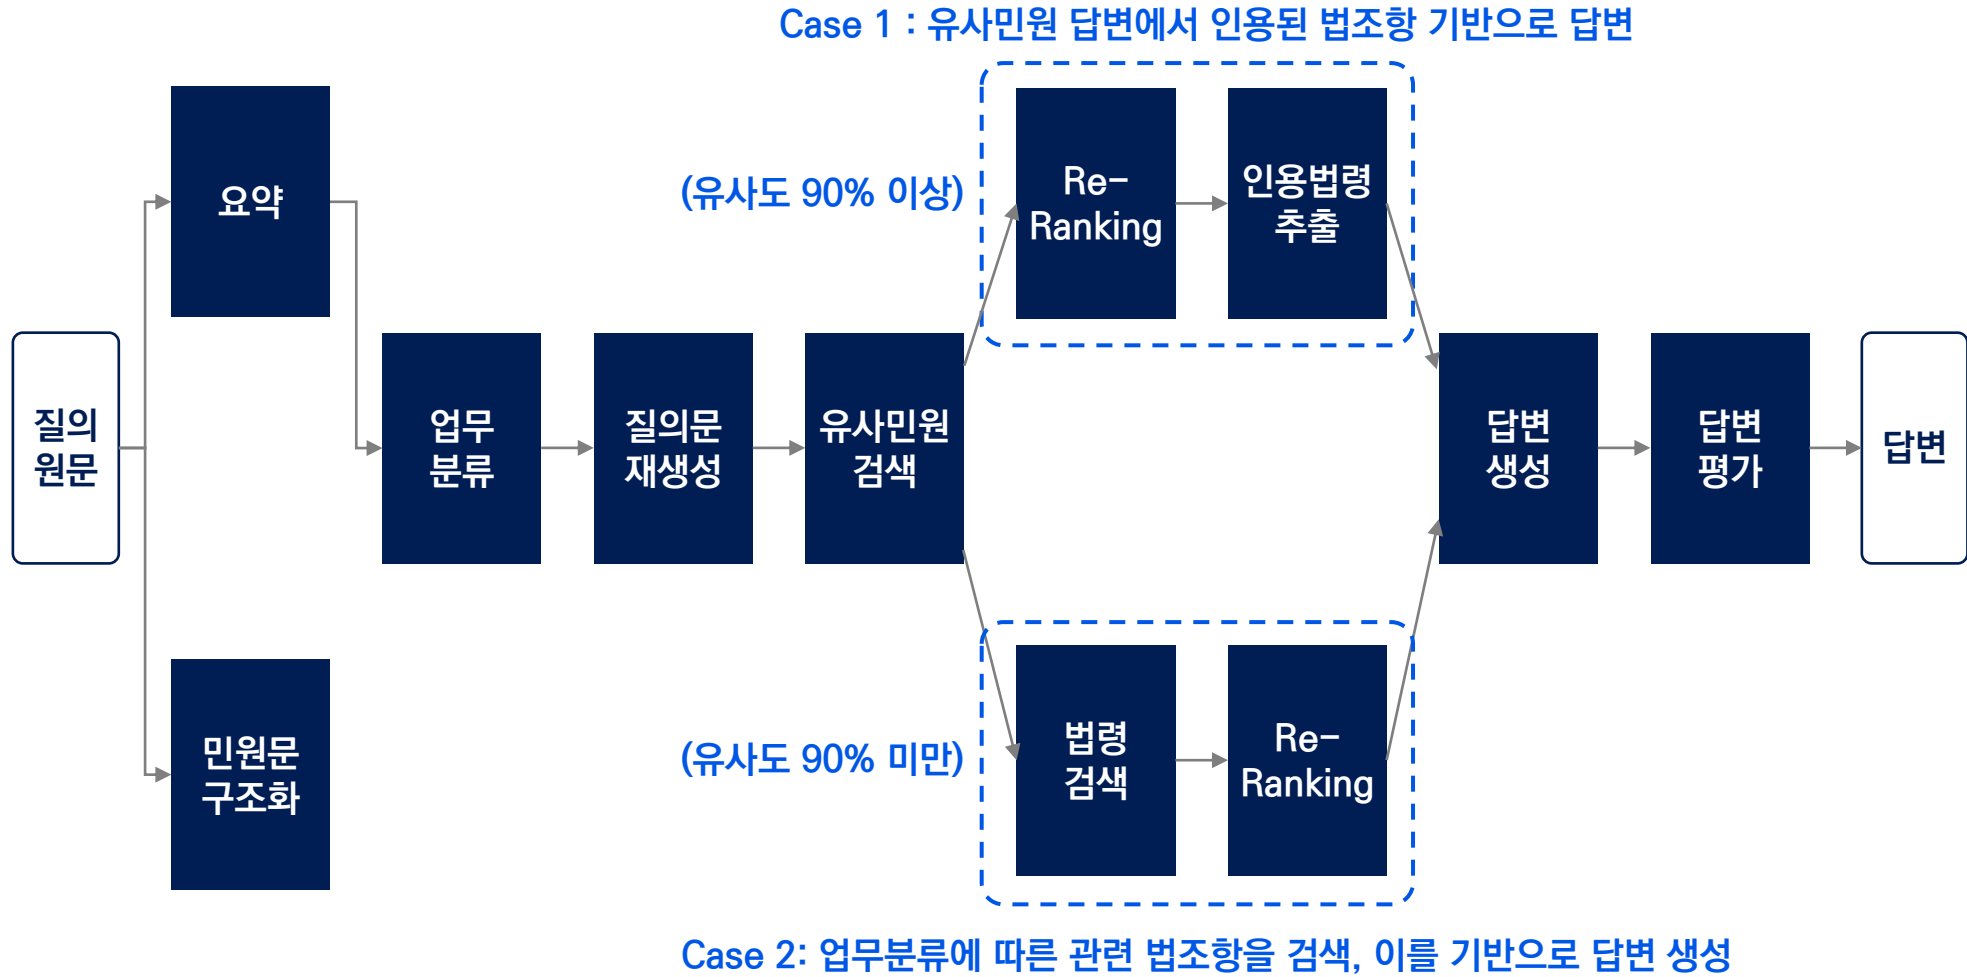 Case 1 : 유사민원 답변에서 인용된 법조항 기반으로 답변
질의
원문
요약
민원문
구조화
업무
분류
질의문
재생성
유사민원
검색
(유사도 90% 이상)
Re-
Ranking
인용법령
추출
(유사도 90% 미만)
법령
검색
Re-
Ranking
답변
생성
답변
평가
답변
Case 2: 업무분류에 따른 관련 법조항을 검색, 이를 기반으로 답변 생성